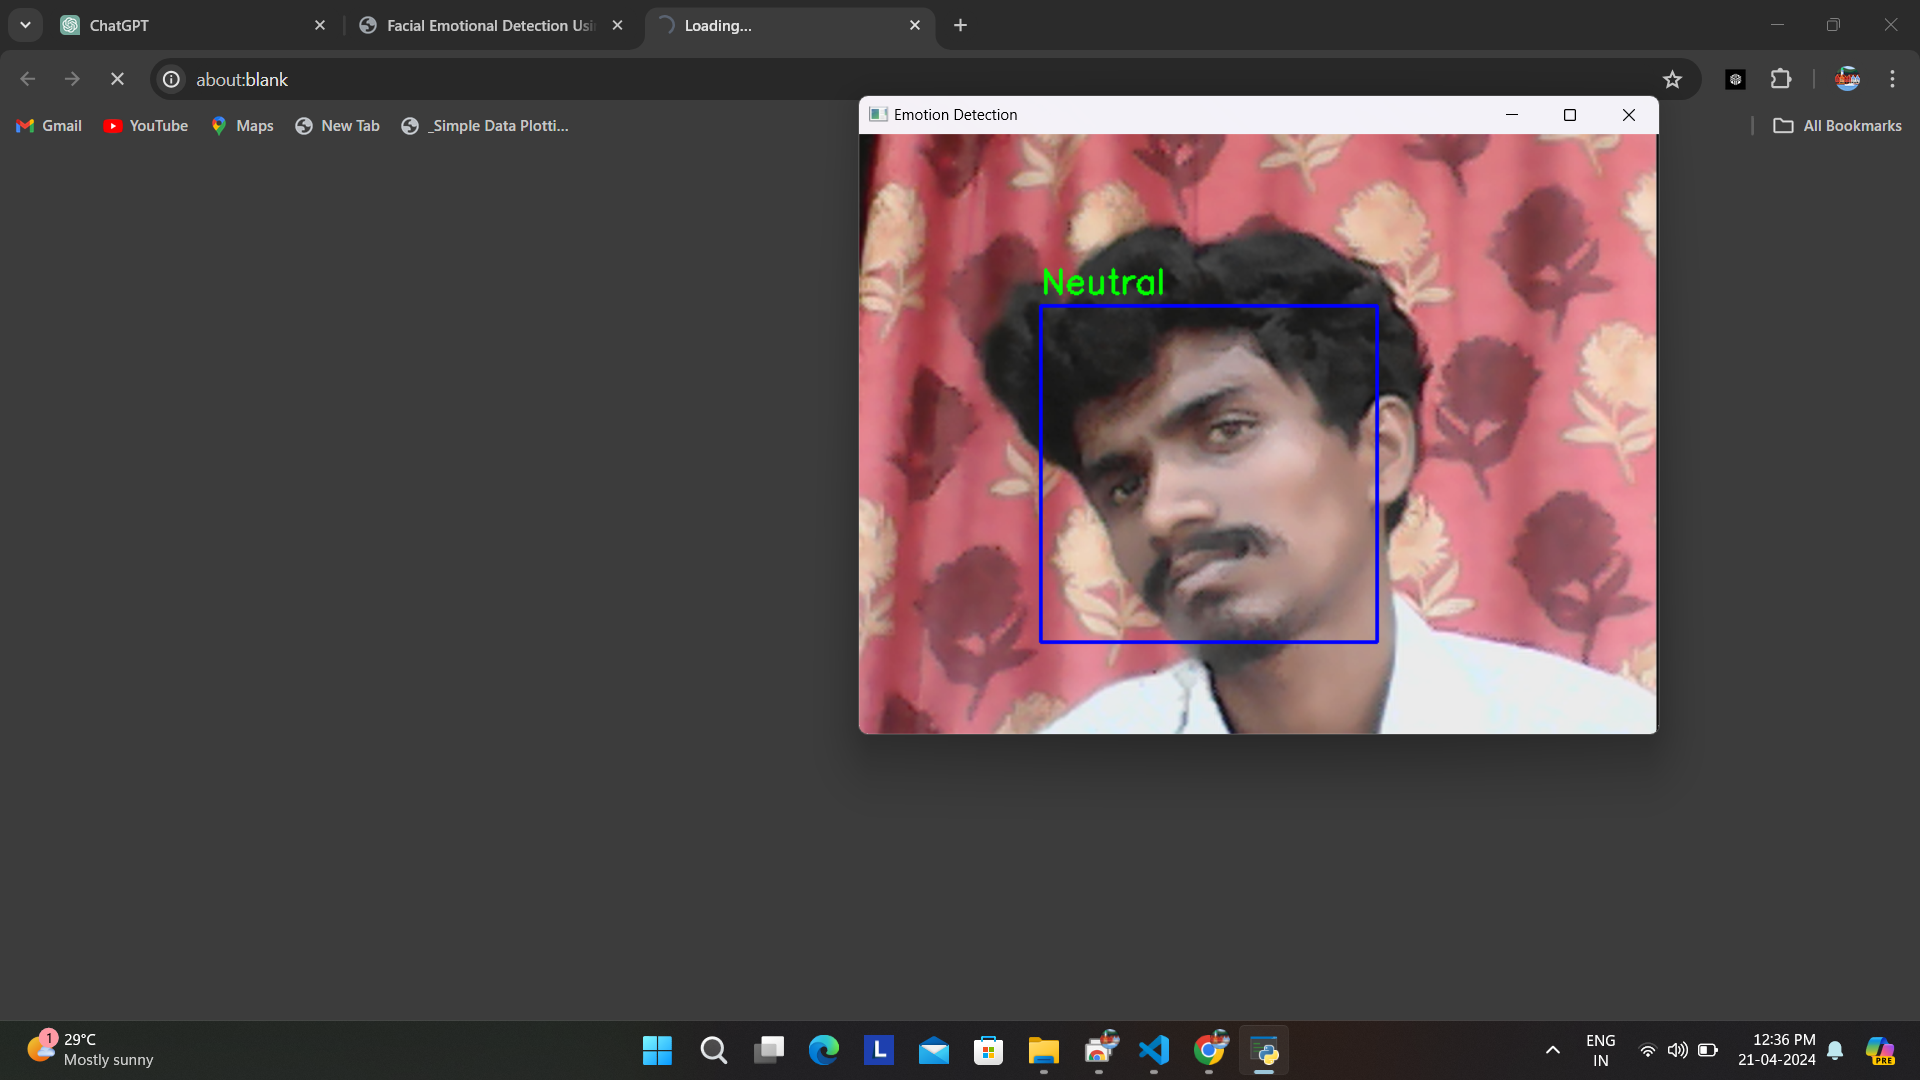 ChatGPT
Facial Emotional Detection Usi
Loading...
about:blank
Gmail
YouTube
Maps
New Tab
_Simple Data Plotti...
All Bookmarks
Emotion Detection
Neutral
1
29°C
Mostly sunny
L
ENG
IN
12:36 PM
21-04-2024
PRE